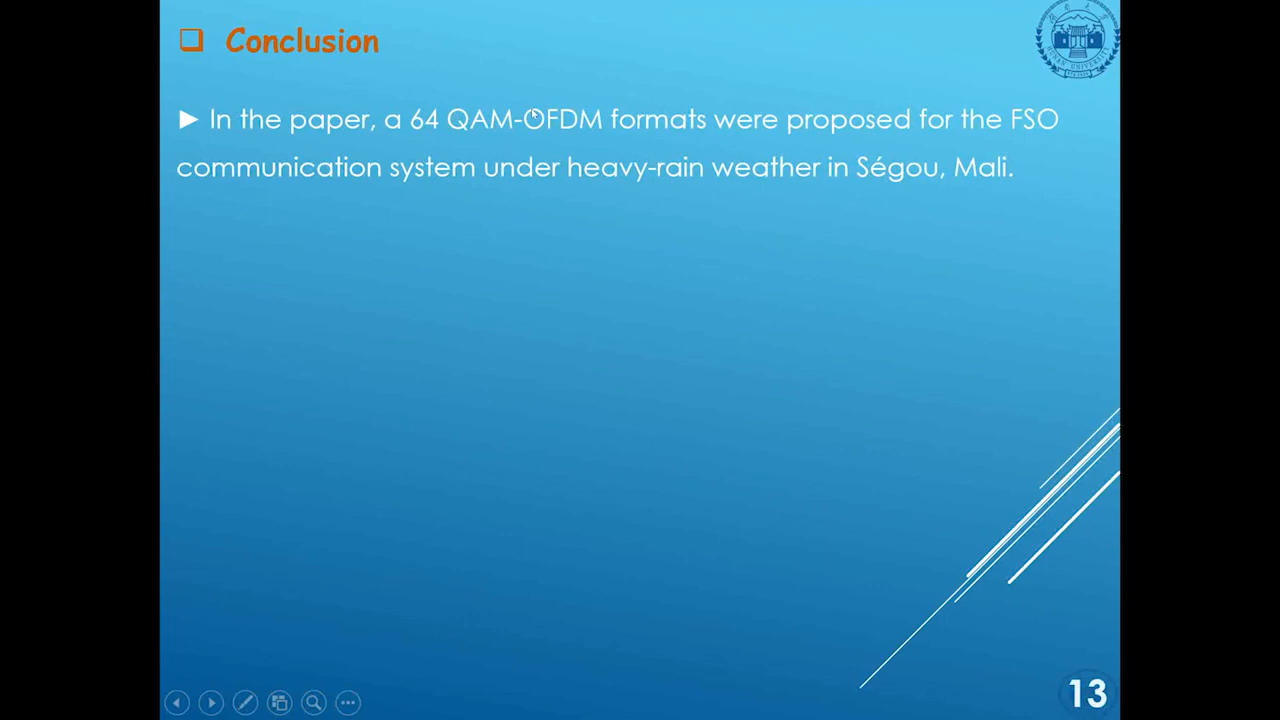 ❑ Conclusion
► In the paper, a 64 QAM-OFDM formats were proposed for the FSO
communication system under heavy-rain weather in Ségou, Mali.
13